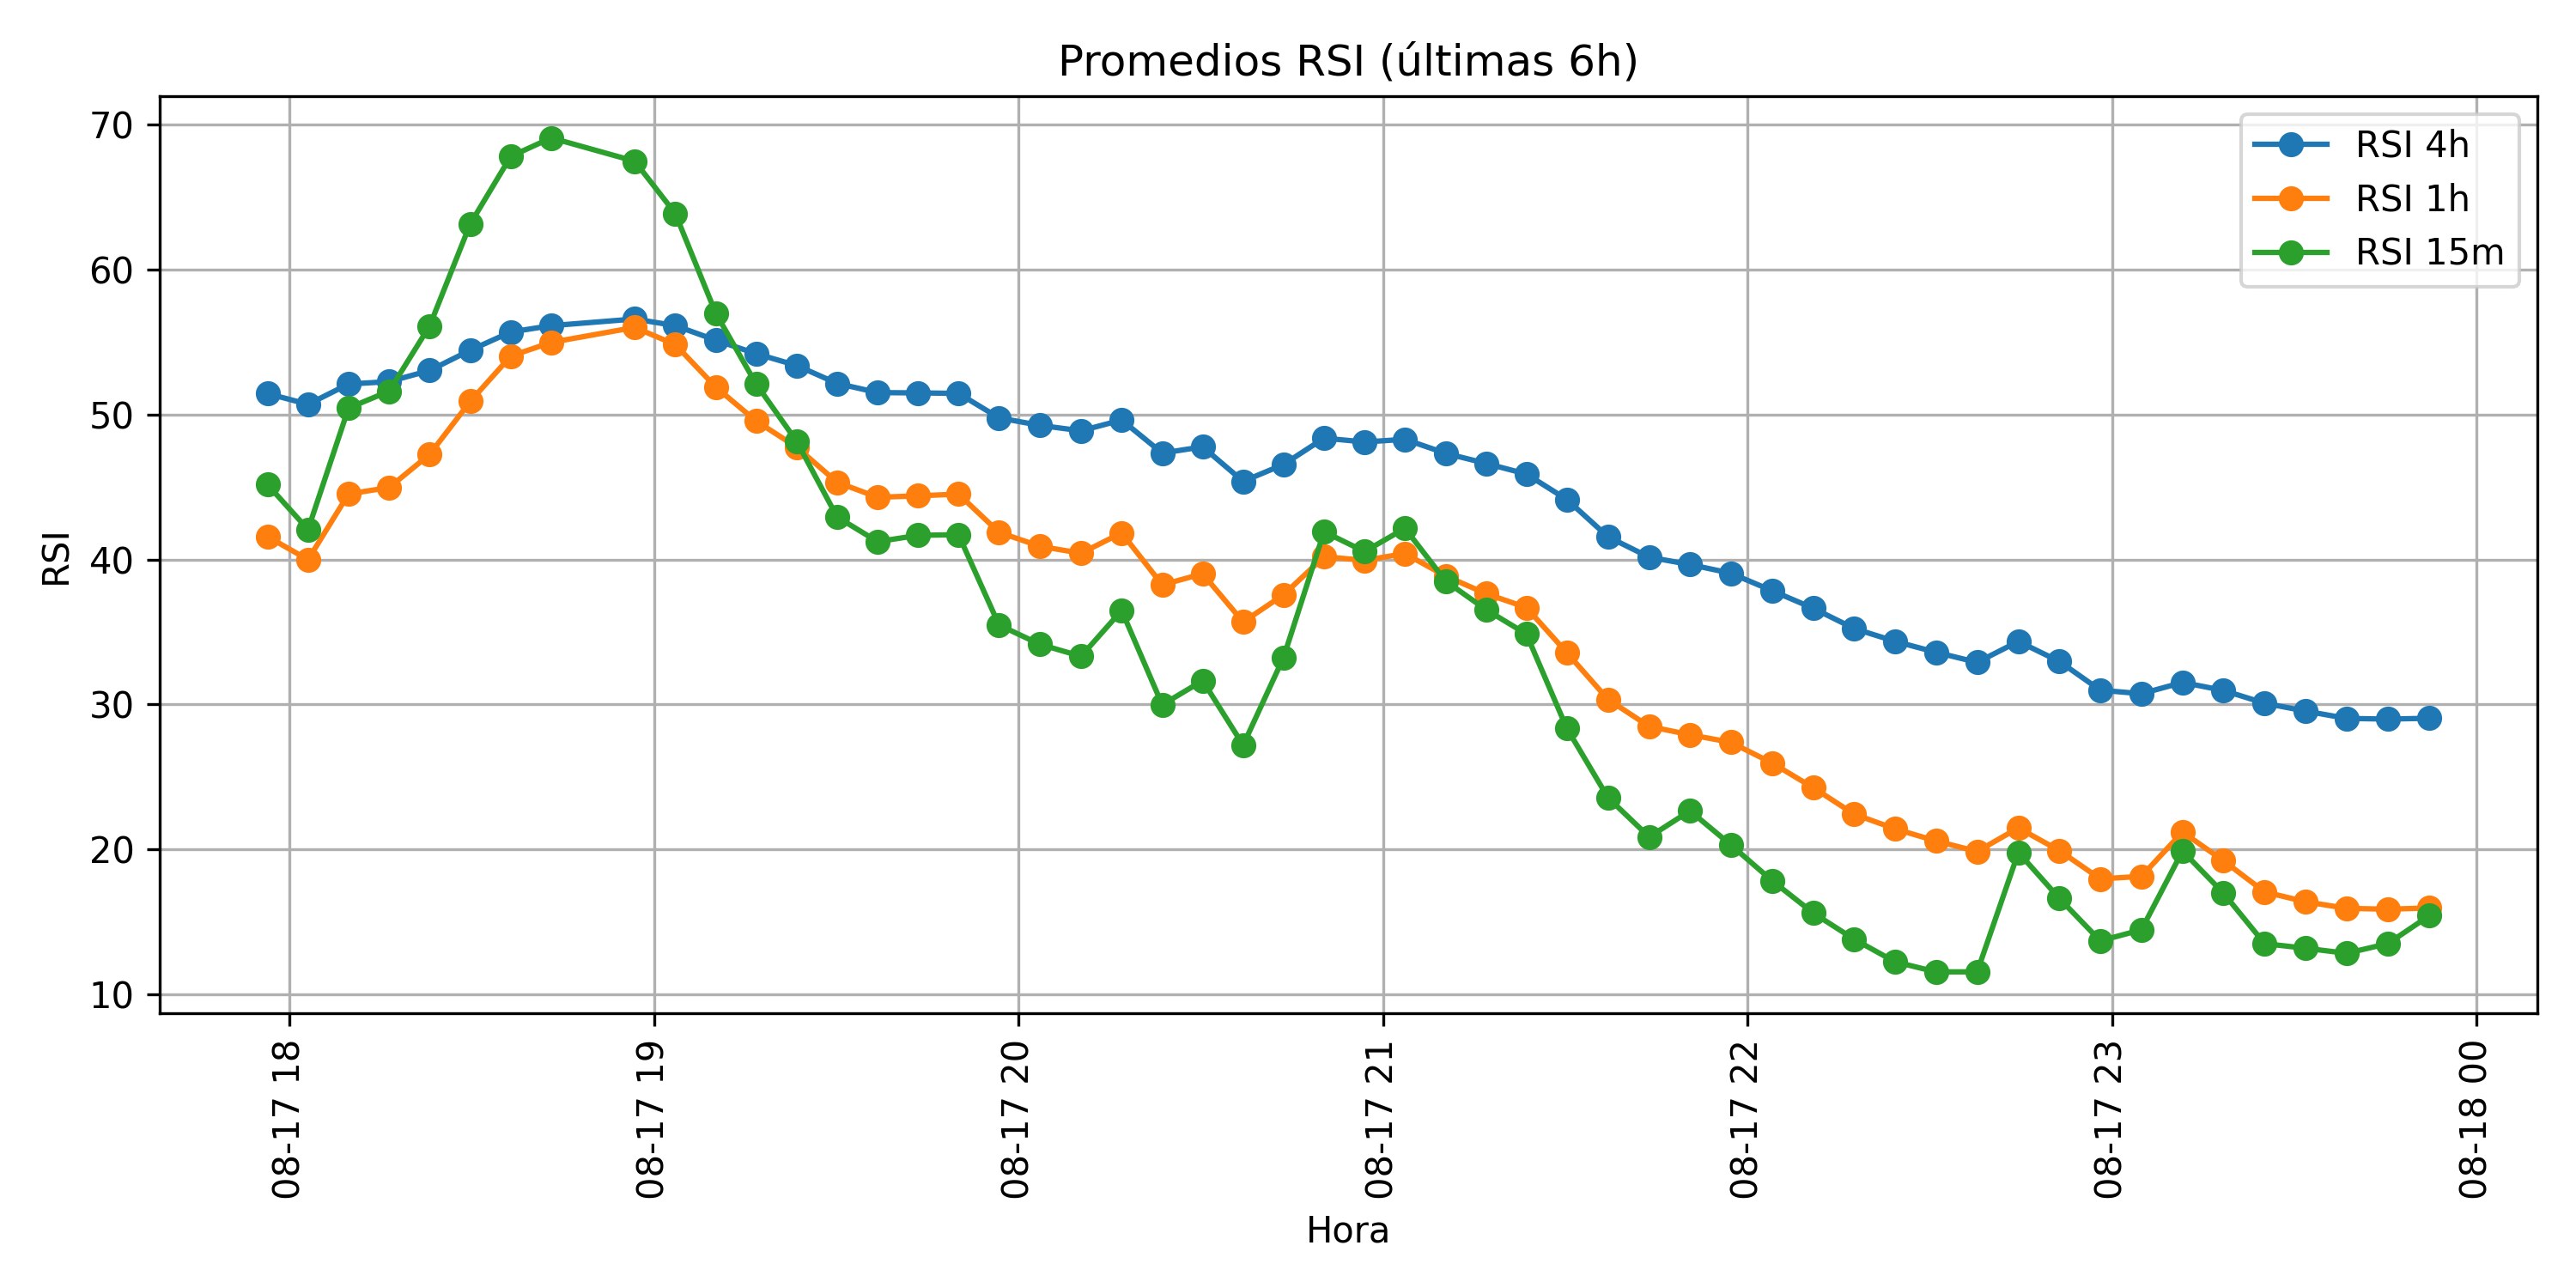 Promedios RSI (últimas 6h)
RSI 4h
RSI 1h
RSI 15m
RSI
70
60
50
40
30
20
10
08-17 18
08-17 19
08-17 20
08-17 21
08-17 22
08-17 23
08-18 00
Hora